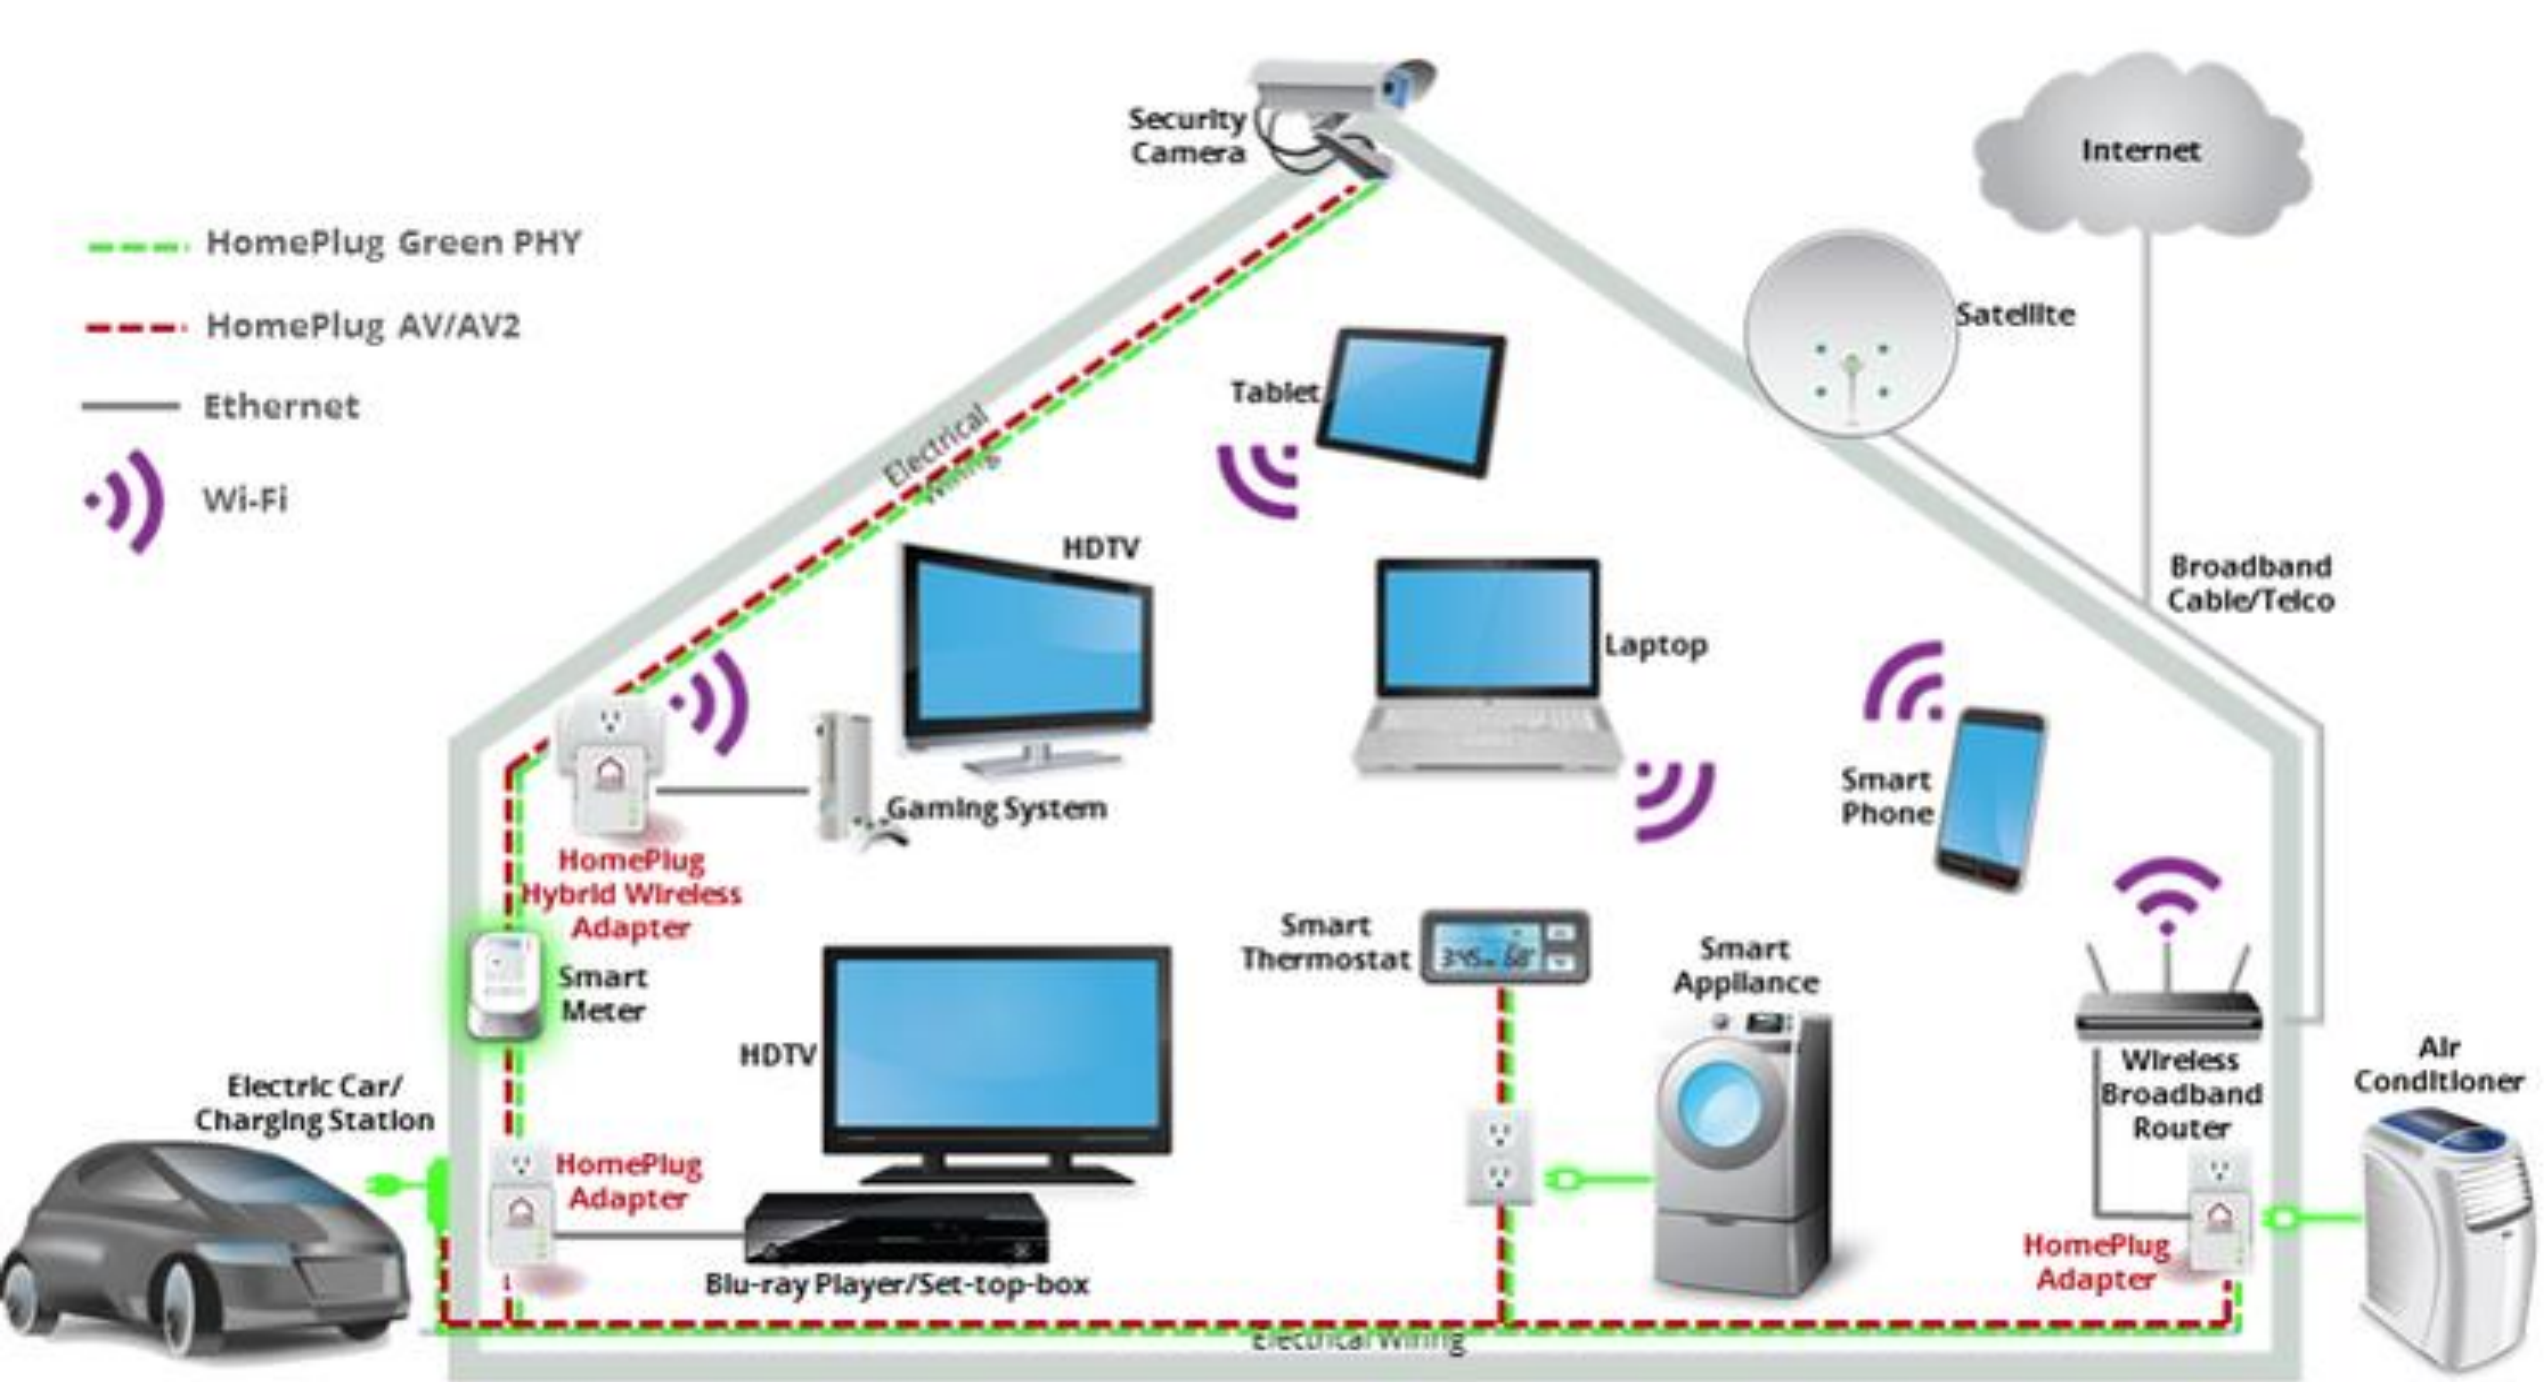 Security
Camera
Internet
HomePlug Green PHY
HomePlug AV/AV2
Ethernet
Wi-Fi
Satellite
Tablet
Electrical
Wiring
HDTV
Broadband
Cable/Telco
Laptop
Gaming System
Smart
Phone
HomePlug
Hybrid Wireless
Adapter
Smart
Meter
Smart
Thermostat
3:45
68°
Smart
Appliance
HDTV
Wireless
Broadband
Router
Air
Conditioner
Electric Car/
Charging Station
HomePlug
Adapter
Blu-ray Player/Set-top-box
HomePlug
Adapter
Electrical Wiring